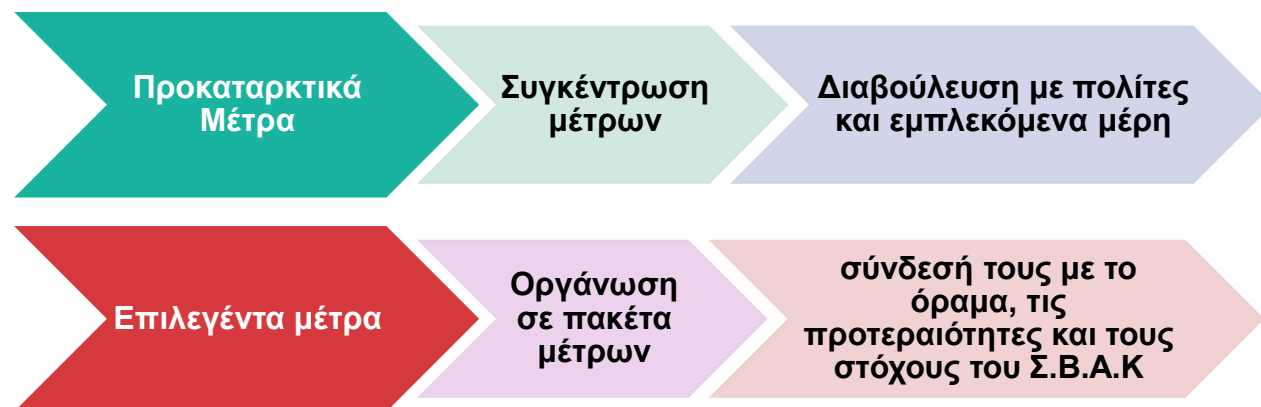 Προκαταρκτικά
Μέτρα
Συγκέντρωση
μέτρων
Διαβούλευση με πολίτες
και εμπλεκόμενα μέρη
Επιλεγέντα μέτρα
Οργάνωση
σε πακέτα
μέτρων
σύνδεσή τους με το
όραμα, τις
προτεραιότητες και τους
στόχους του Σ.Β.Α.Κ